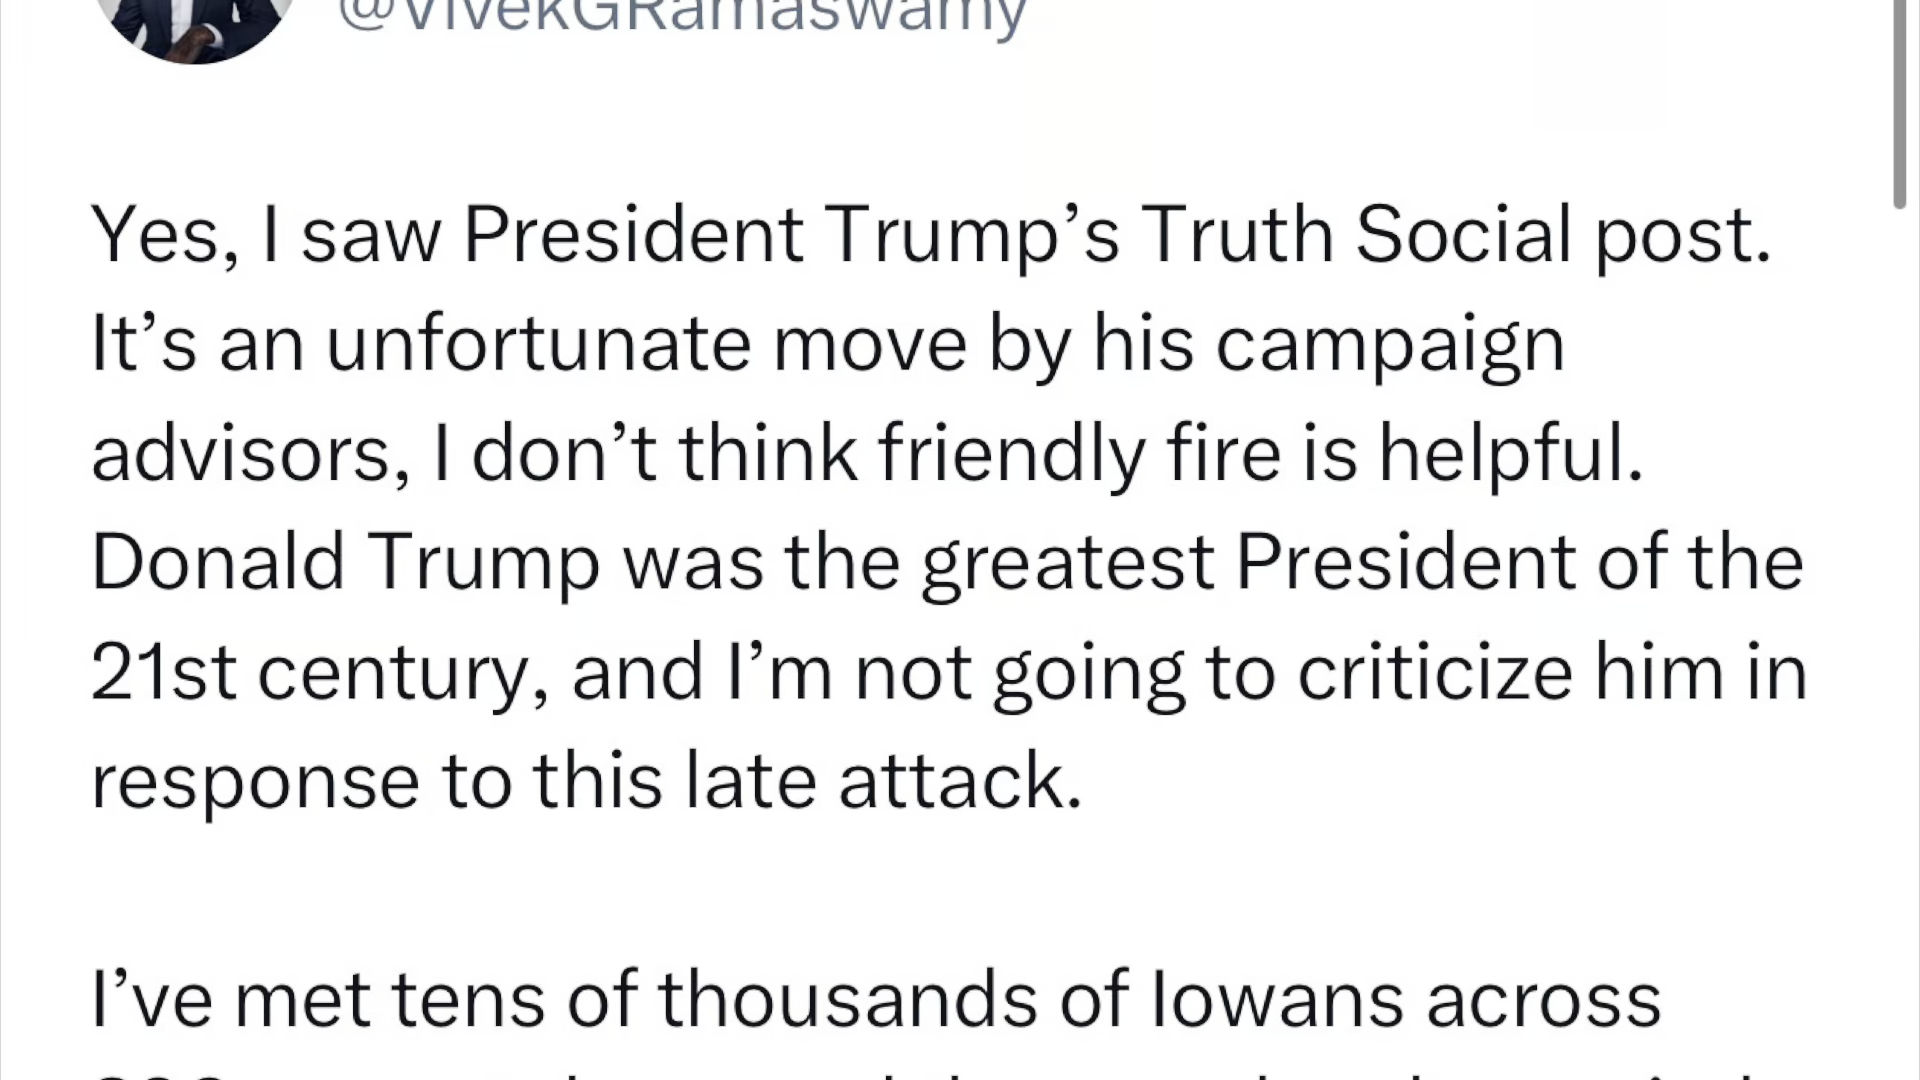 @VivekGRamaswamy
Yes, I saw President Trump’s Truth Social post.
It’s an unfortunate move by his campaign
advisors, I don’t think friendly fire is helpful.
Donald Trump was the greatest President of the
21st century, and I’m not going to criticize him in
response to this late attack.
I’ve met tens of thousands of Iowans across